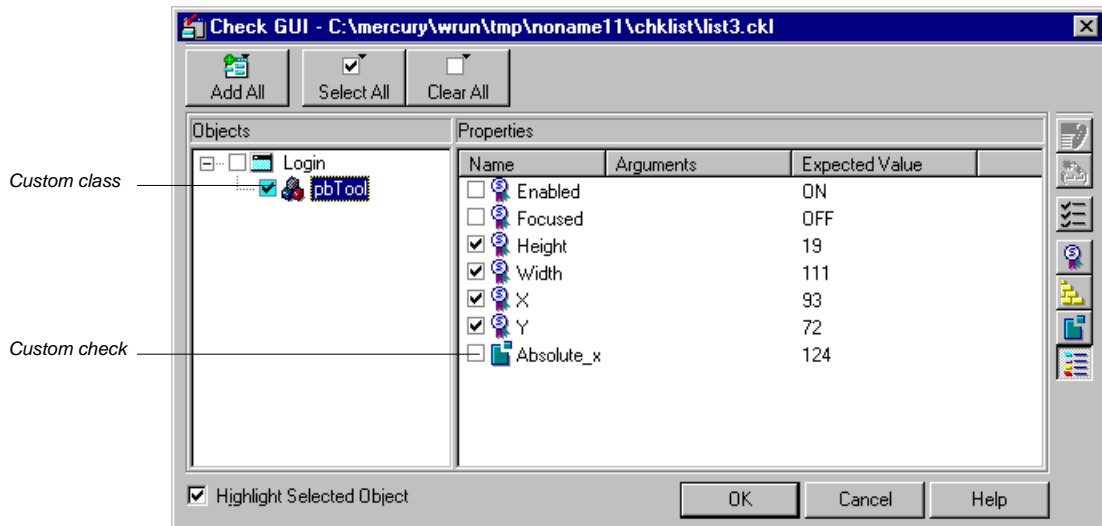 Check GUI - C:\mercury\wrun\tmp\noname11\chklist\list3.ckl
Add All Select All Clear All
Objects Properties
Login
Custom class
pbTool
Name Arguments Expected Value
Enabled ON
Focused OFF
Height 19
Width 111
X 93
Y 72
Custom check
Absolute_x 124
Highlight Selected Object
OK Cancel Help